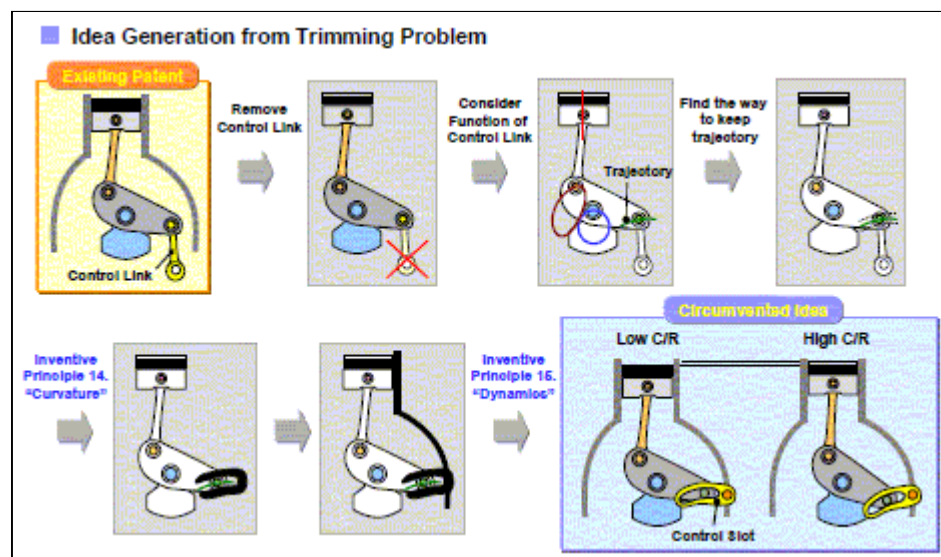 Idea Generation from Trimming Problem
Existing Patent
Remove
Control Link
Consider
Function of
Control Link
Find the way
to keep
trajectory
Trajectory
Control Link
Circumvented Idea
Low C/R
High C/R
Inventive
Principle 14.
“Curvature”
Inventive
Principle 15.
“Dynamics”
Control Slot